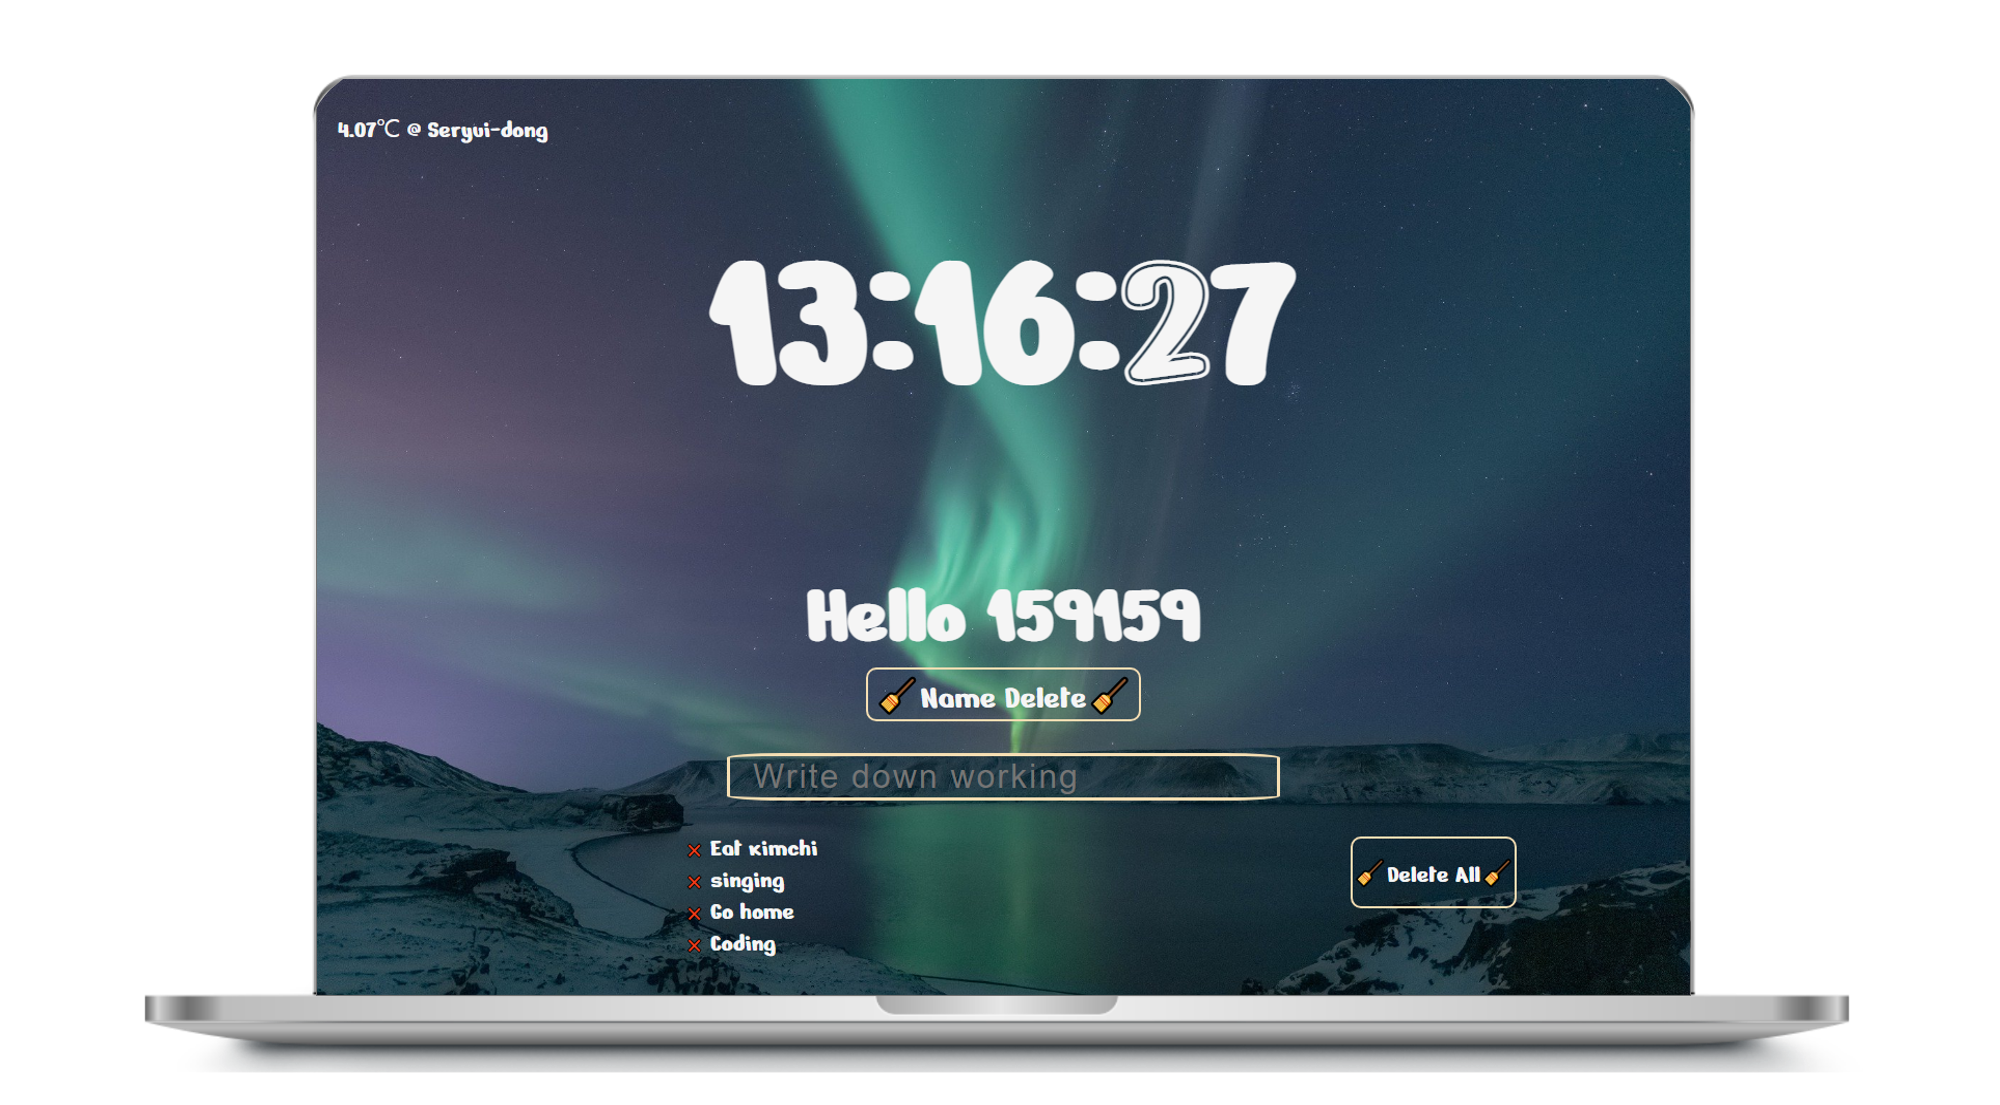 4.07℃ @ Seryui-dong
13:16:27
Hello 159159
Name Delete
Write down working
Eat kimchi
singing
Go home
Coding
Delete All